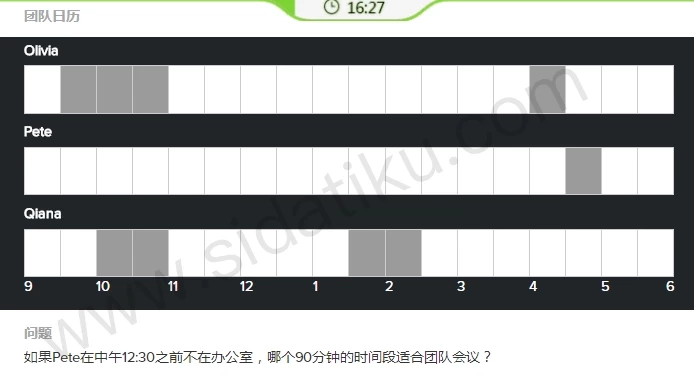 16:27
团队日历
Olivia
Pete
Qiana
9 10 11 12 1 2 3 4 5 6
www.sidatiku.com
问题
如果Pete在中午12:30之前不在办公室，哪个90分钟的时间段适合团队会议？